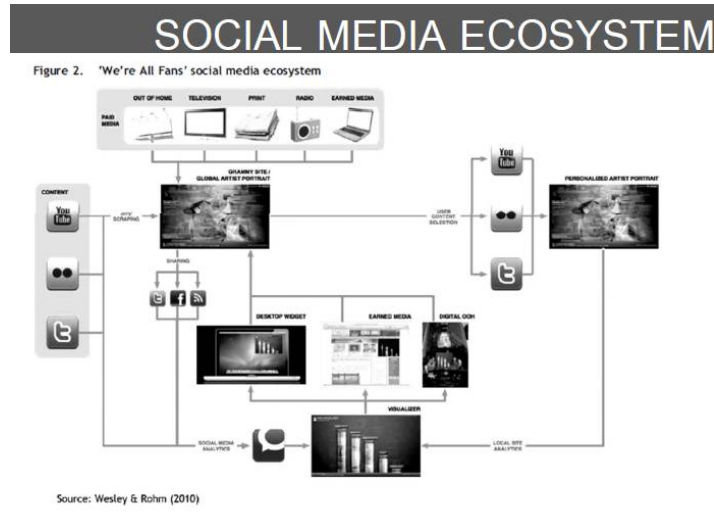 SOCIAL MEDIA ECOSYSTEM
Figure 2. 'We're All Fans' social media ecosystem
OUT OF HOME
TELEVISION
PRINT
RADIO
EARNED MEDIA
PAID
MEDIA
GRAMMY SITE /
GLOBAL ARTIST PORTRAIT
You
Tube
PERSONALIZED ARTIST PORTRAIT
CONTENT
You
Tube
SITE
SCRAPING
USER
CONTENT
SELECTION
SHARING
t
f
t
t
DESKTOP WIDGET
EARNED MEDIA
DIGITAL OOH
VISUALIZER
SOCIAL MEDIA
ANALYTICS
LOCAL SITE
ANALYTICS
Source: Wesley & Rohm (2010)